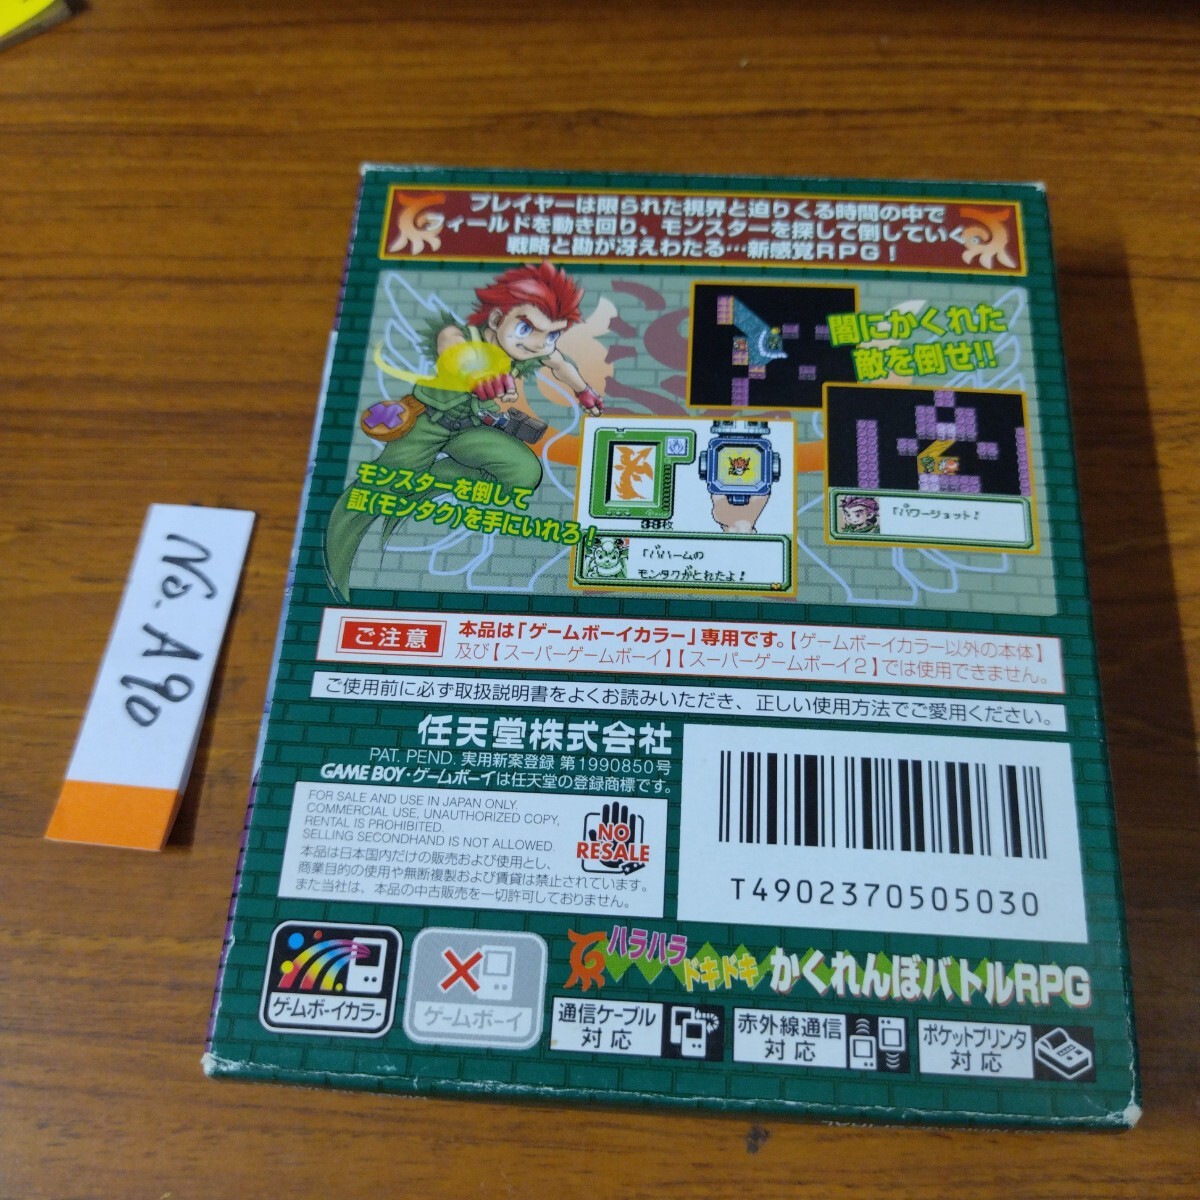 プレイヤーは限られた視界と迫りくる時間の中で
フィールドを動き回り、モンスターを探して倒していく。
戦略と勘が冴えわたる…新感覚RPG！
闇にかくれた
敵を倒せ!!
モンスターを倒して
証(モンタク)を手にいれろ！
38枚
「バハームの
モンタクがとれたよ！
「パワーショット！
No. A90
ご注意
本品は「ゲームボーイカラー」専用です。【ゲームボーイカラー以外の本体】
及び【スーパーゲームボーイ】【スーパーゲームボーイ2】では使用できません。
ご使用前に必ず取扱説明書をよくお読みいただき、正しい使用方法でご愛用ください。
任天堂株式会社
PAT. PEND. 実用新案登録 第1990850号
GAME BOY・ゲームボーイは任天堂の登録商標です。
FOR SALE AND USE IN JAPAN ONLY.
COMMERCIAL USE, UNAUTHORIZED COPY,
RENTAL IS PROHIBITED.
SELLING SECONDHAND IS NOT ALLOWED.
本品は日本国内だけの販売および使用とし、
商業目的の使用や無断複製および賃貸は禁止されています。
また当社は、本品の中古販売を一切許可しておりません。
NO
RESALE
T4902370505030
ハラハラ
ドキドキ
かくれんぼバトルRPG
ゲームボーイカラー
ゲームボーイ
通信ケーブル
対応
赤外線通信
対応
ポケットプリンタ
対応